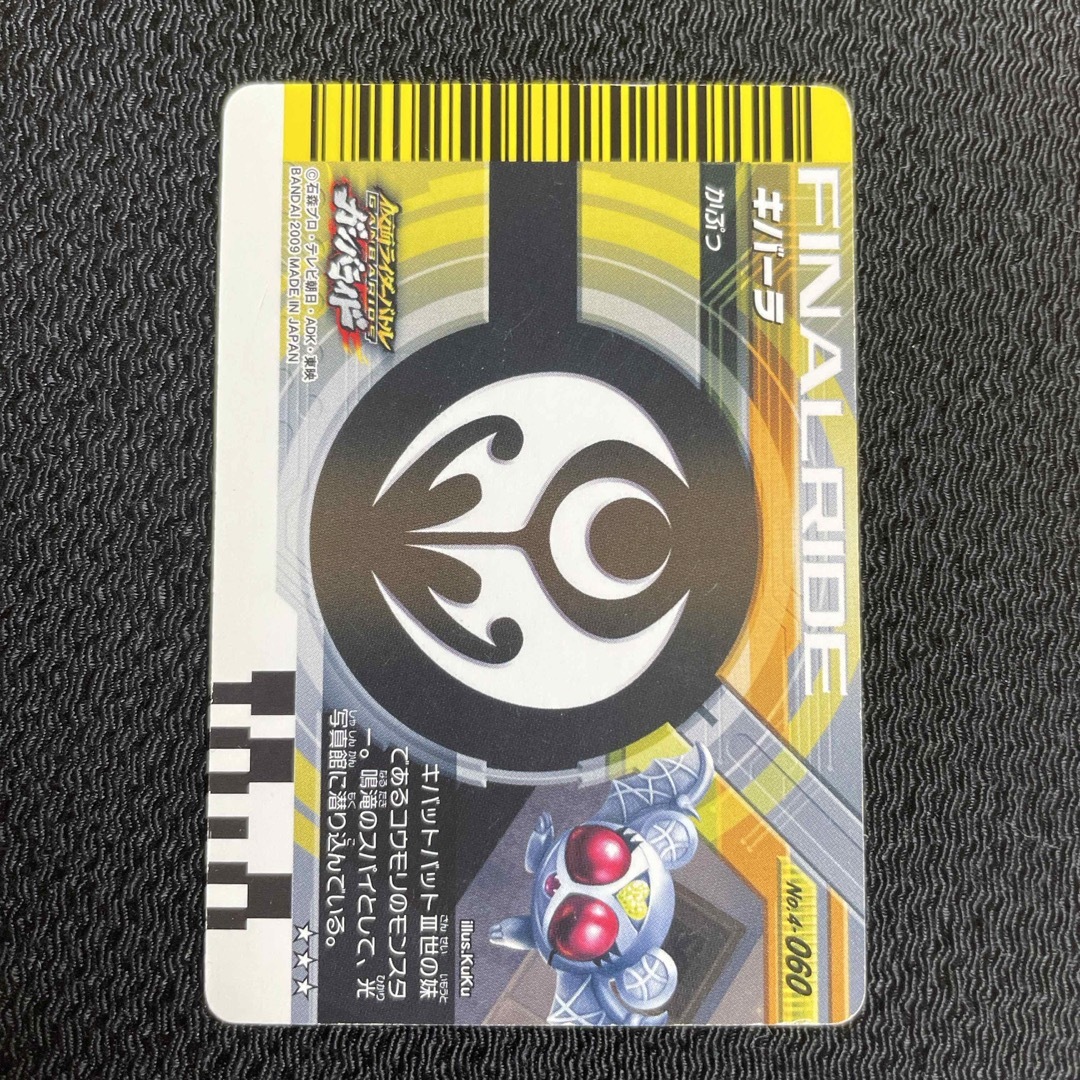 FINALRIDE
キバーラ
かぷっ
仮面ライダーバトル
GANBARIDE
ガンバライド
©石森プロ・テレビ朝日・ADK・東映
BANDAI 2009 MADE IN JAPAN
No.4-060
illus.KuKu
キバットバットⅢ世の妹
であるコウモリのモンスタ
ー。鳴滝のスパイとして、光
写真館に潜り込んでいる。